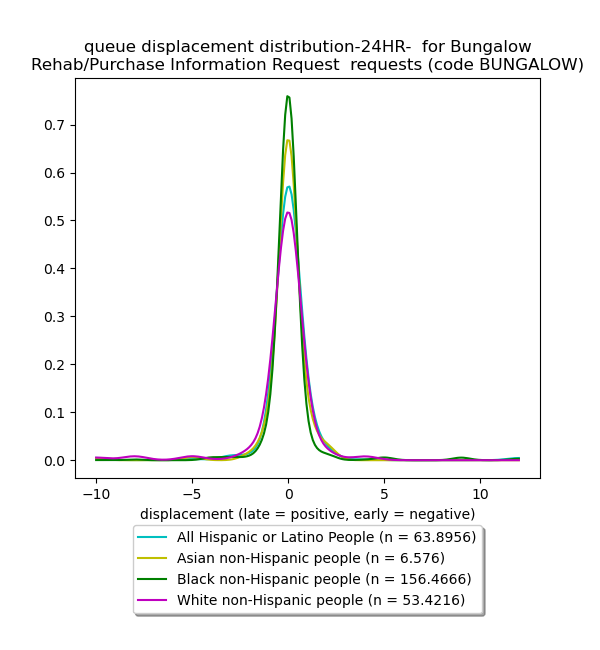 queue displacement distribution-24HR-  for Bungalow
Rehab/Purchase Information Request  requests (code BUNGALOW)
0.7
0.6
0.5
0.4
0.3
0.2
0.1
0.0
−10 −5 0 5 10
displacement (late = positive, early = negative)
All Hispanic or Latino People (n = 63.8956)
Asian non-Hispanic people (n = 6.576)
Black non-Hispanic people (n = 156.4666)
White non-Hispanic people (n = 53.4216)